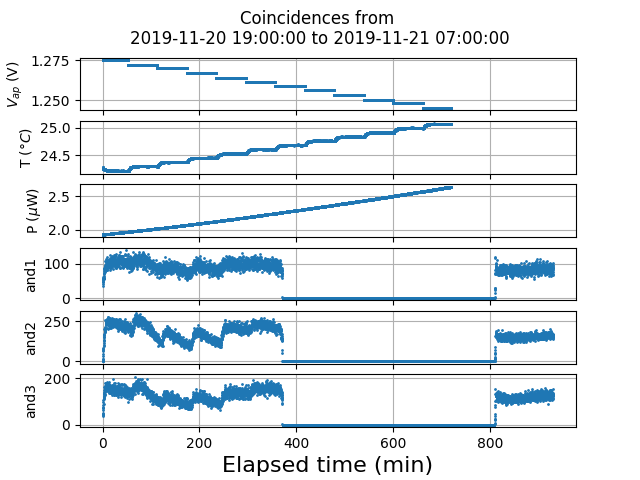 Coincidences from
2019-11-20 19:00:00 to 2019-11-21 07:00:00
1.275
1.250
V_ap (V)
25.0
24.5
T (°C)
2.5
2.0
P (μW)
100
0
and1
250
0
and2
200
0
and3
0 200 400 600 800
Elapsed time (min)